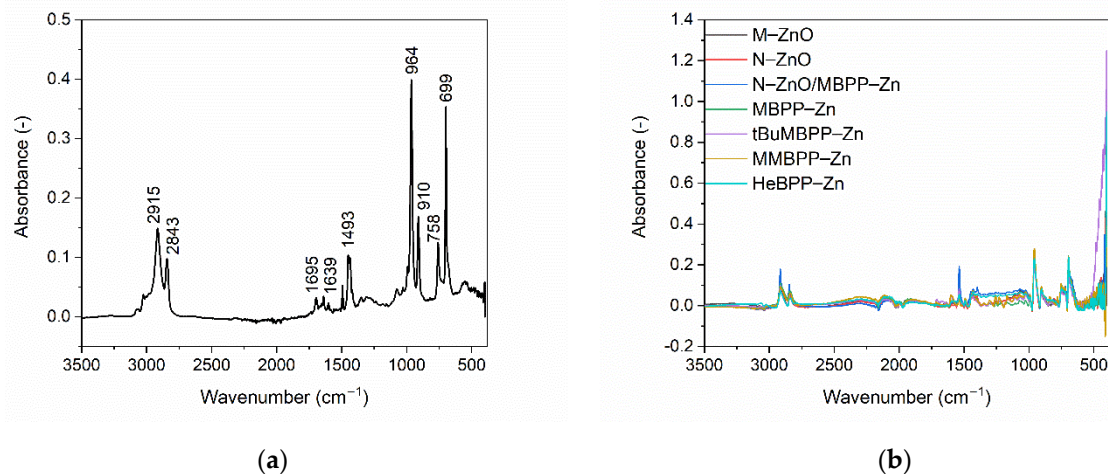 0.5
0.4
0.3
0.2
0.1
0.0
Absorbance (-)
2915
2843
1695
1639
1493
964
910
758
699
3500 3000 2500 2000 1500 1000 500
Wavenumber (cm⁻¹)
(a)
1.4
1.2
1.0
0.8
0.6
0.4
0.2
0.0
-0.2
Absorbance (-)
M–ZnO
N–ZnO
N–ZnO/MBPP–Zn
MBPP–Zn
tBuMBPP–Zn
MMBPP–Zn
HeBPP–Zn
3500 3000 2500 2000 1500 1000 500
Wavenumber (cm⁻¹)
(b)